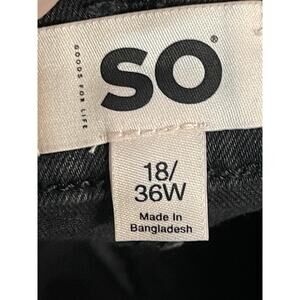 GOODS FOR LIFE
SO®
18/
36W
Made In
Bangladesh